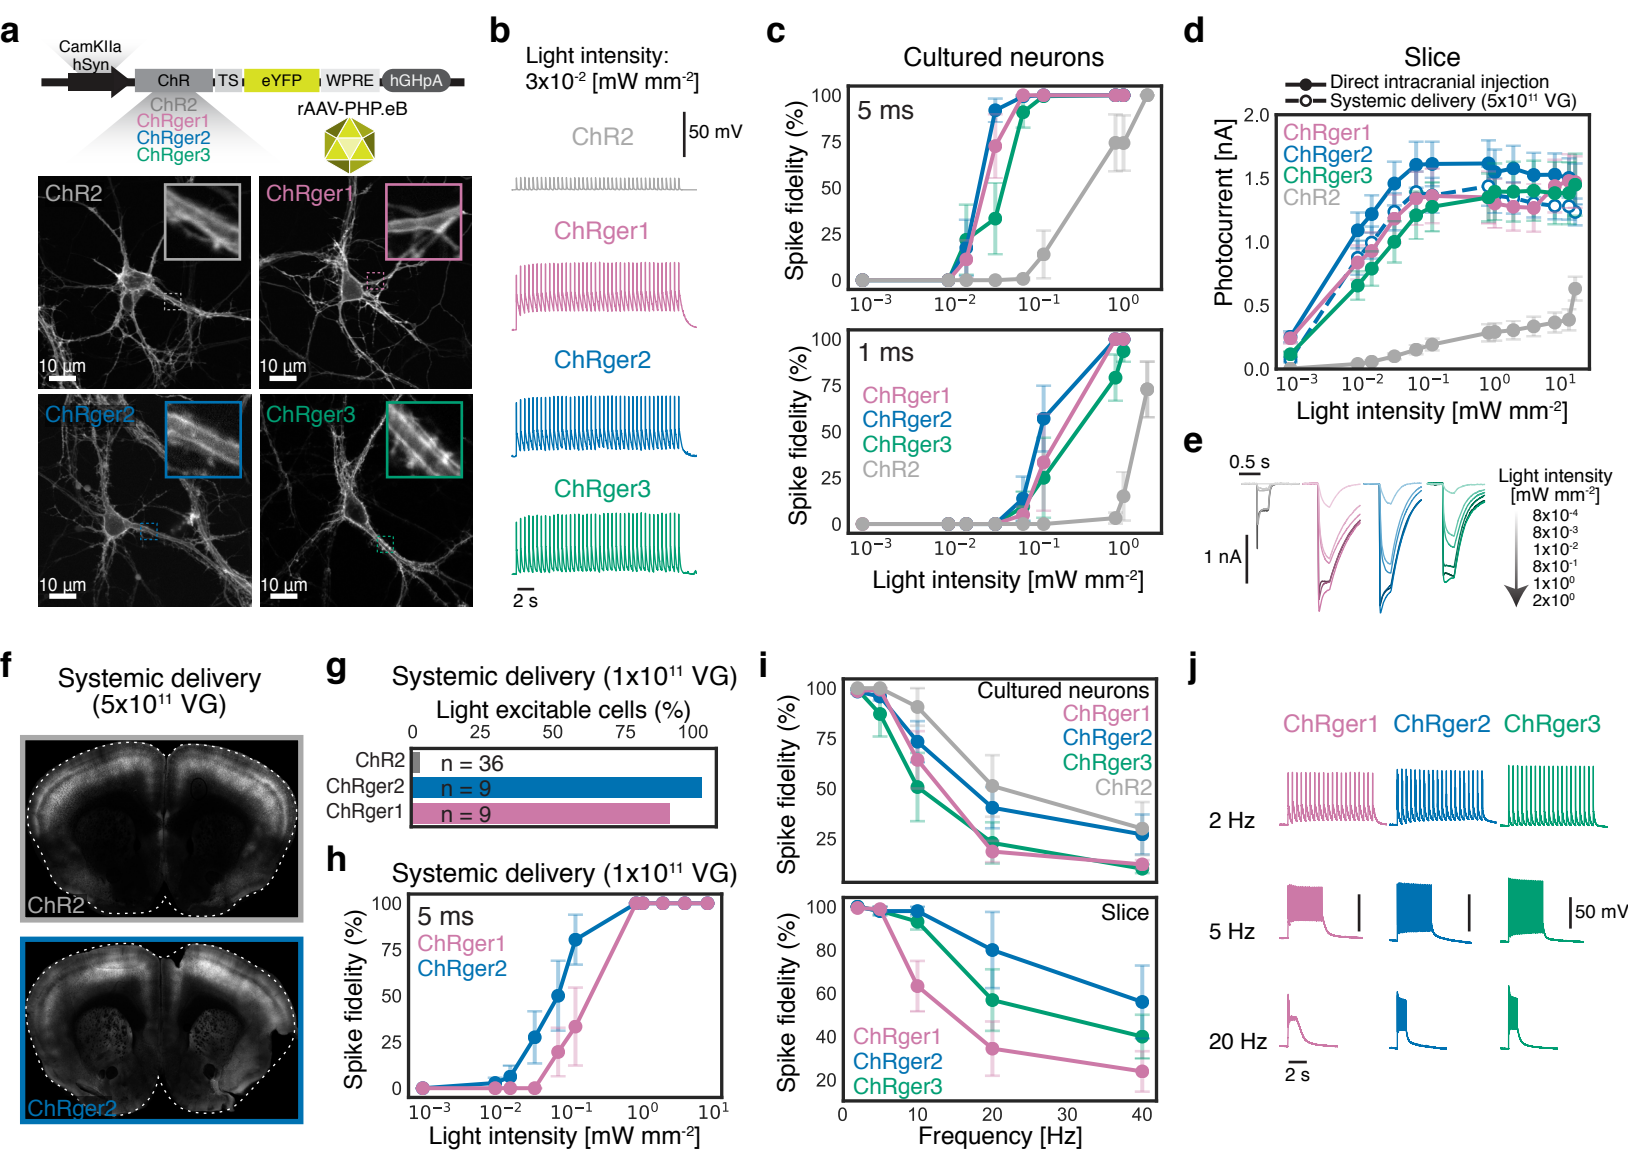 a
CamKIIa
hSyn
ChR
TS
eYFP
WPRE
hGHpA
ChR2
ChRger1
ChRger2
ChRger3
rAAV-PHP.eB
ChR2
10 µm
ChRger1
10 µm
ChRger2
10 µm
ChRger3
10 µm
b
Light intensity:
3x10⁻² [mW mm⁻²]
50 mV
ChR2
ChRger1
ChRger2
ChRger3
2 s
c
Cultured neurons
Spike fidelity (%)
100
75
50
25
0
5 ms
10⁻³
10⁻²
10⁻¹
10⁰
Spike fidelity (%)
100
75
50
25
0
1 ms
ChRger1
ChRger2
ChRger3
ChR2
10⁻³
10⁻²
10⁻¹
10⁰
Light intensity [mW mm⁻²]
d
Slice
Direct intracranial injection
Systemic delivery (5x10¹¹ VG)
Photocurrent [nA]
2.0
1.5
1.0
0.5
0.0
ChRger1
ChRger2
ChRger3
ChR2
10⁻³
10⁻²
10⁻¹
10⁰
10¹
Light intensity [mW mm⁻²]
e
0.5 s
1 nA
Light intensity
[mW mm⁻²]
8x10⁻⁴
8x10⁻³
1x10⁻²
8x10⁻¹
1x10⁰
2x10⁰
f
Systemic delivery
(5x10¹¹ VG)
ChR2
ChRger2
g
Systemic delivery (1x10¹¹ VG)
Light excitable cells (%)
0
25
50
75
100
ChR2
n = 36
ChRger2
n = 9
ChRger1
n = 9
h
Systemic delivery (1x10¹¹ VG)
Spike fidelity (%)
100
75
50
25
0
5 ms
ChRger1
ChRger2
10⁻³
10⁻²
10⁻¹
10⁰
10¹
Light intensity [mW mm⁻²]
i
Spike fidelity (%)
100
75
50
25
Cultured neurons
ChRger1
ChRger2
ChRger3
ChR2
Spike fidelity (%)
100
80
60
40
20
Slice
ChRger1
ChRger2
ChRger3
0
10
20
30
40
Frequency [Hz]
j
ChRger1
ChRger2
ChRger3
2 Hz
5 Hz
50 mV
20 Hz
2 s